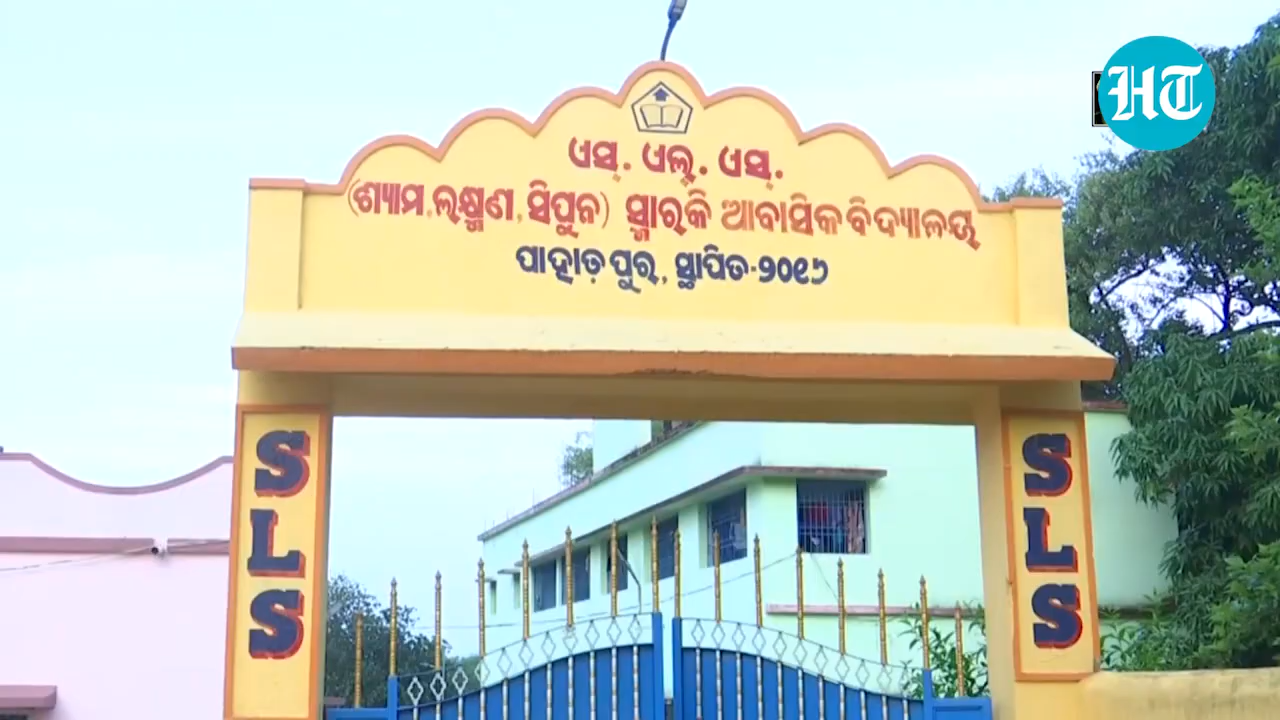 HT
ଏସ୍. ଏଲ୍. ଏସ୍.
(ଶ୍ୟାମ,ଲକ୍ଷ୍ମଣ,ସିପୁନ) ସ୍ମାରକି ଆବାସିକ ବିଦ୍ୟାଳୟ
ପାହାଡ଼ପୁର, ସ୍ଥାପିତ-୨୦୧୬
SLS
SLS